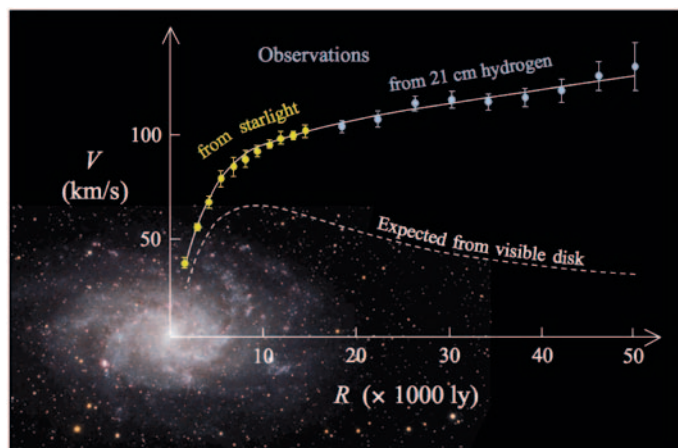 Observations
from 21 cm hydrogen
from starlight
100
V
(km/s)
50
Expected from visible disk
10
20
30
40
50
R (× 1000 ly)